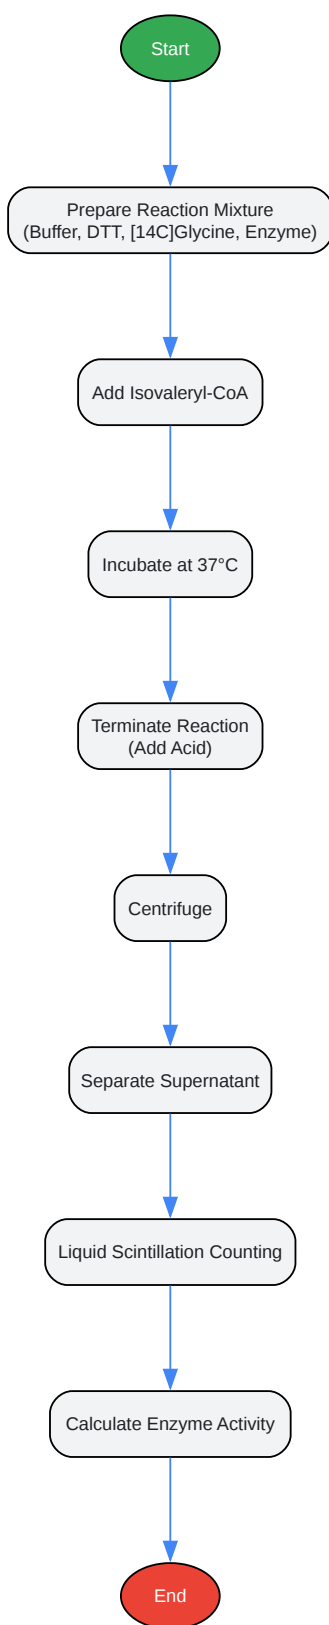 Start
Prepare Reaction Mixture
(Buffer, DTT, [14C]Glycine, Enzyme)
Add Isovaleryl-CoA
Incubate at 37°C
Terminate Reaction
(Add Acid)
Centrifuge
Separate Supernatant
Liquid Scintillation Counting
Calculate Enzyme Activity
End